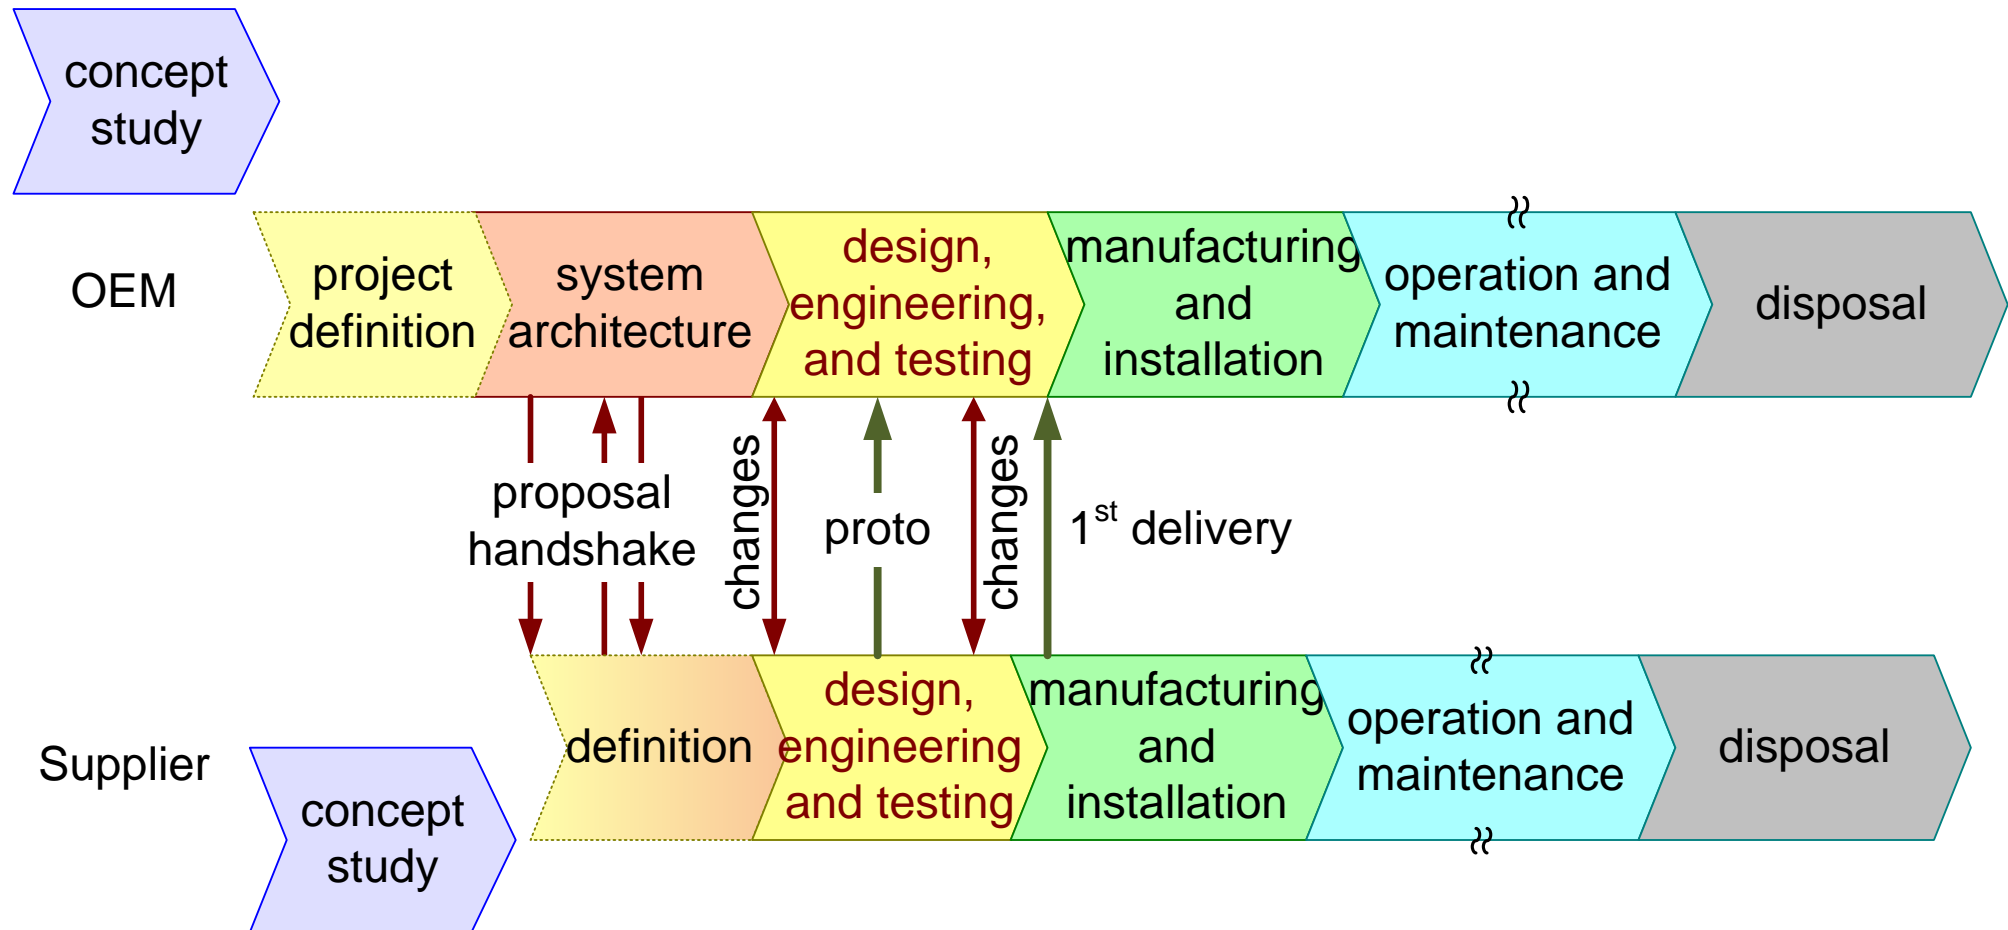 concept
study
OEM
project
definition
system
architecture
design,
engineering,
and testing
manufacturing
and
installation
operation and
maintenance
disposal
proposal
handshake
changes
proto
changes
1st delivery
Supplier
concept
study
definition
design,
engineering
and testing
manufacturing
and
installation
operation and
maintenance
disposal